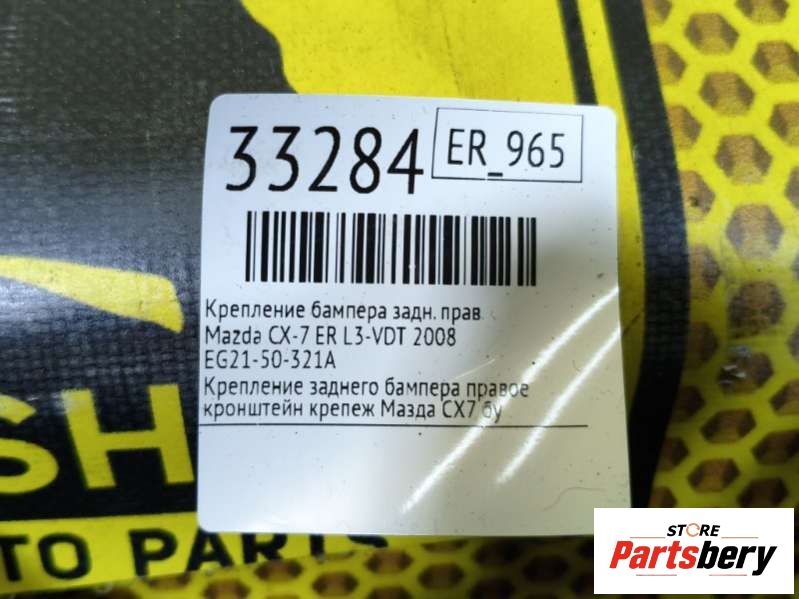 33284
ER_965
Крепление бампера задн. прав.
Mazda CX-7 ER L3-VDT 2008
EG21-50-321A
Крепление заднего бампера правое
кронштейн крепеж Мазда СХ7 бу
SH
TO PARTS
STORE
Partsbery